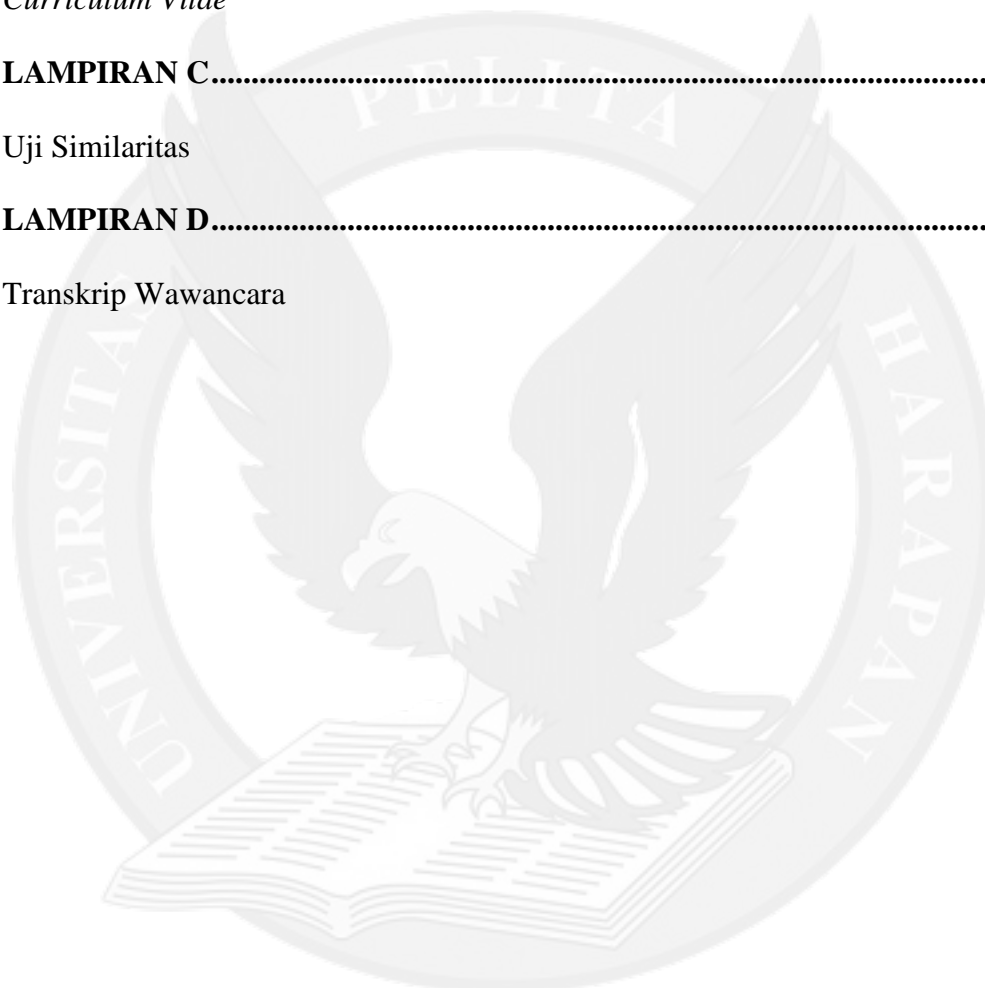 Curriculum Vitae
LAMPIRAN C..........................................................................................................................
Uji Similaritas
LAMPIRAN D..........................................................................................................................
Transkrip Wawancara
UNIVERSITAS PELITA HARAPAN